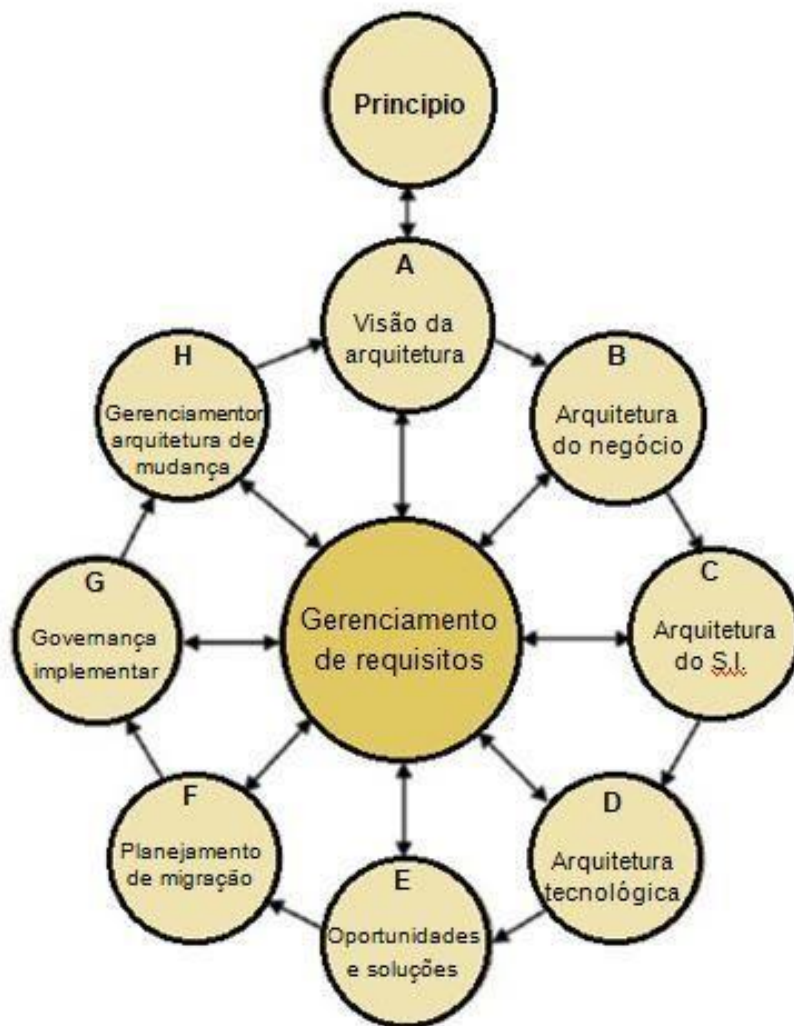 Principio
A
Visão da
arquitetura
B
Arquitetura
do negócio
C
Arquitetura
do S.I.
D
Arquitetura
tecnológica
E
Oportunidades
e soluções
F
Planejamento
de migração
G
Governança
implementar
H
Gerenciamentor
arquitetura de
mudança
Gerenciamento
de requisitos